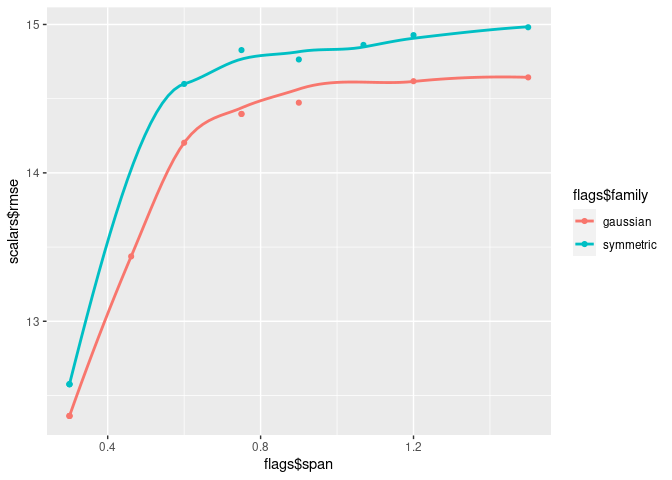 15
14
13
scalars$rmse
0.4
0.8
1.2
flags$span
flags$family
gaussian
symmetric